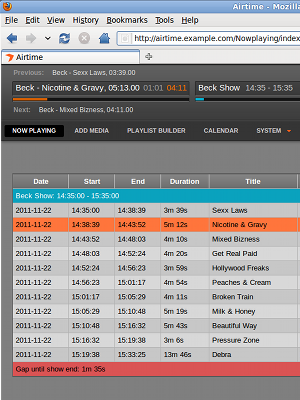 Airtime - Mozilla F
File Edit View History Bookmarks Tools Help
http://airtime.example.com/Nowplaying/index
Airtime
Previous: Beck - Sexx Laws, 03:39.00
Beck - Nicotine & Gravy, 05:13.00 01:01 04:11 Beck Show 14:35 - 15:35
Next: Beck - Mixed Bizness, 04:11.00
NOW PLAYING ADD MEDIA PLAYLIST BUILDER CALENDAR SYSTEM
Date Start End Duration Title
Beck Show: 14:35:00 - 15:35:00
2011-11-22 14:35:00 14:38:39 3m 39s Sexx Laws
2011-11-22 14:38:39 14:43:52 5m 12s Nicotine & Gravy
2011-11-22 14:43:52 14:48:03 4m 10s Mixed Bizness
2011-11-22 14:48:03 14:52:24 4m 20s Get Real Paid
2011-11-22 14:52:24 14:56:23 3m 59s Hollywood Freaks
2011-11-22 14:56:23 15:01:17 4m 54s Peaches & Cream
2011-11-22 15:01:17 15:05:29 4m 11s Broken Train
2011-11-22 15:05:29 15:10:48 5m 19s Milk & Honey
2011-11-22 15:10:48 15:16:32 5m 43s Beautiful Way
2011-11-22 15:16:32 15:19:38 3m 6s Pressure Zone
2011-11-22 15:19:38 15:33:25 13m 46s Debra
Gap until show end: 1m 35s